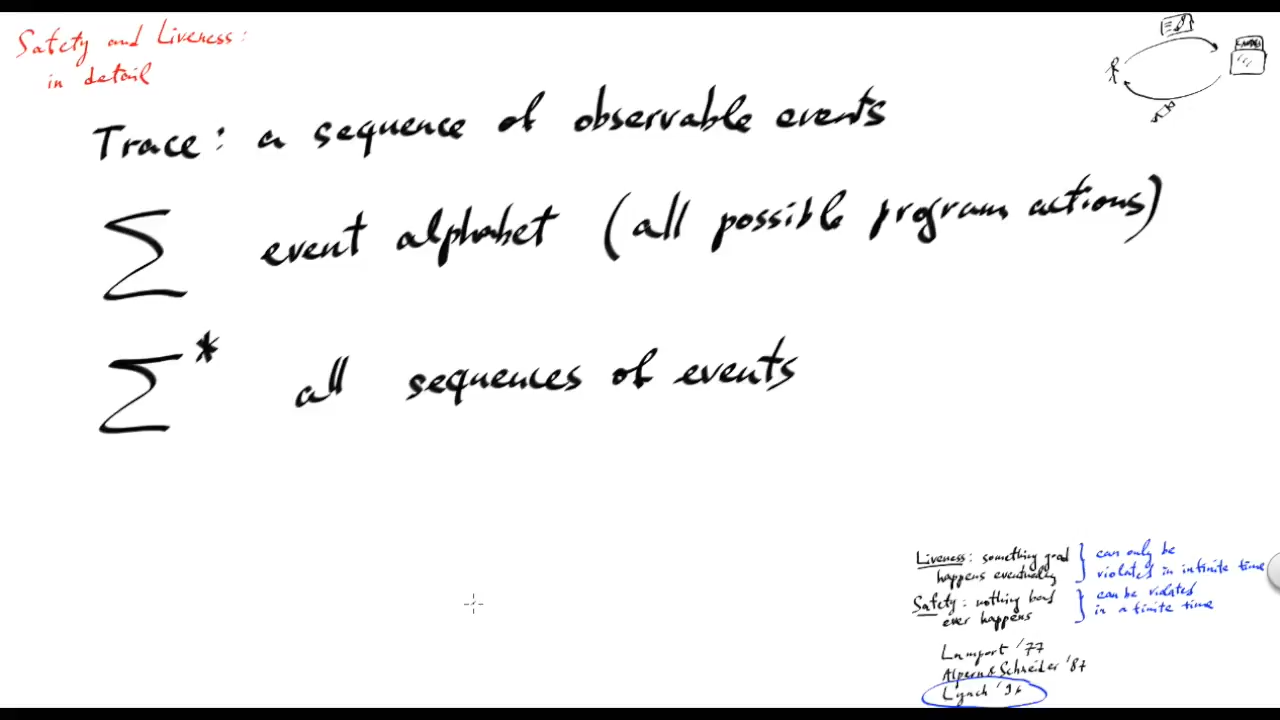 Safety and Liveness:
in detail
Trace: a sequence of observable events
Σ event alphabet (all possible program actions)
Σ* all sequences of events
Liveness: something good
happens eventually
can only be
violated in infinite time
Safety: nothing bad
ever happens
can be violated
in a finite time
Lamport '77
Alpern & Schneider '87
Lynch '96